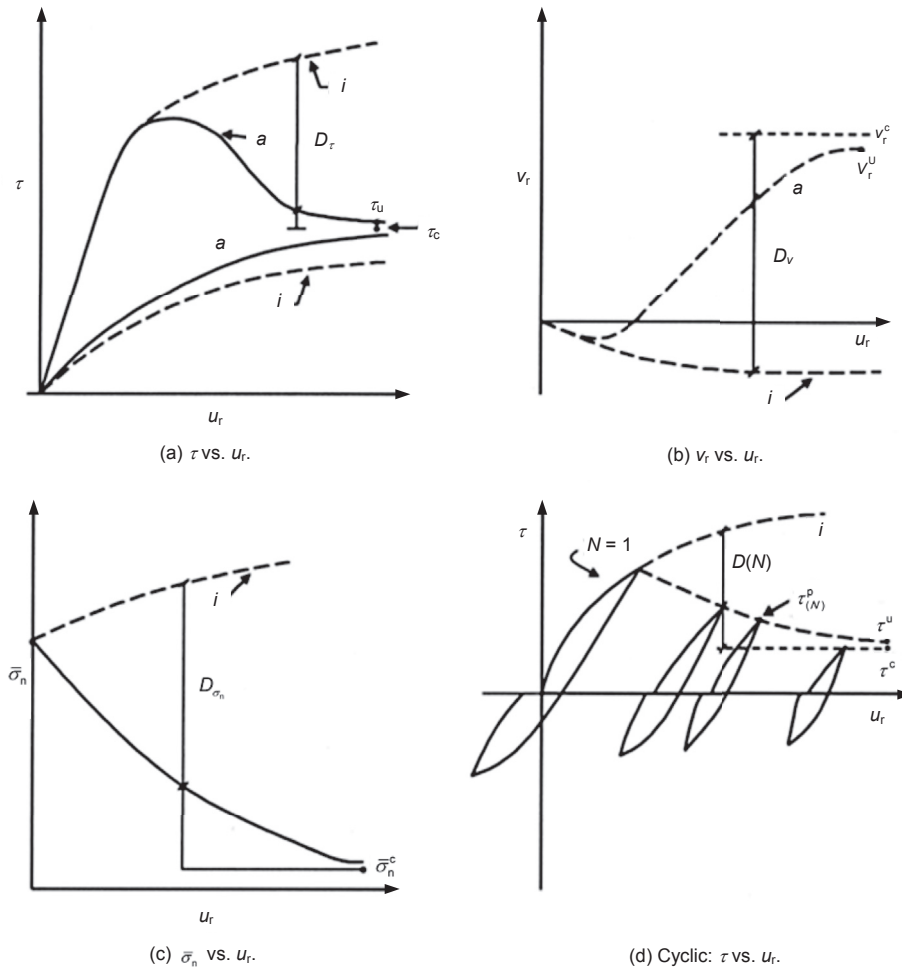 τ
i
a
D_τ
τ_u
τ_c
a
i
u_r
(a) τ vs. u_r.
v_r
v_r^c
V_r^U
a
D_v
u_r
i
(b) v_r vs. u_r.
σ̄_n
i
D_σn
σ̄_n^c
u_r
(c) σ̄_n vs. u_r.
τ
N = 1
i
D(N)
τ^p_(N)
τ^u
τ^c
u_r
(d) Cyclic: τ vs. u_r.